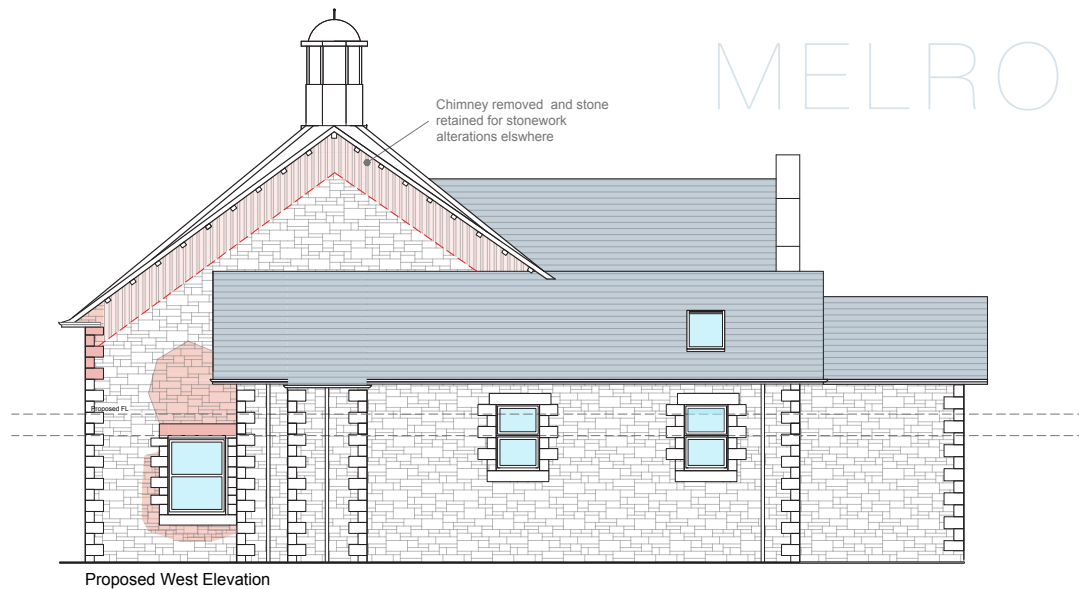 MELRO
Chimney removed and stone
retained for stonework
alterations elswhere
Proposed FL
Proposed West Elevation